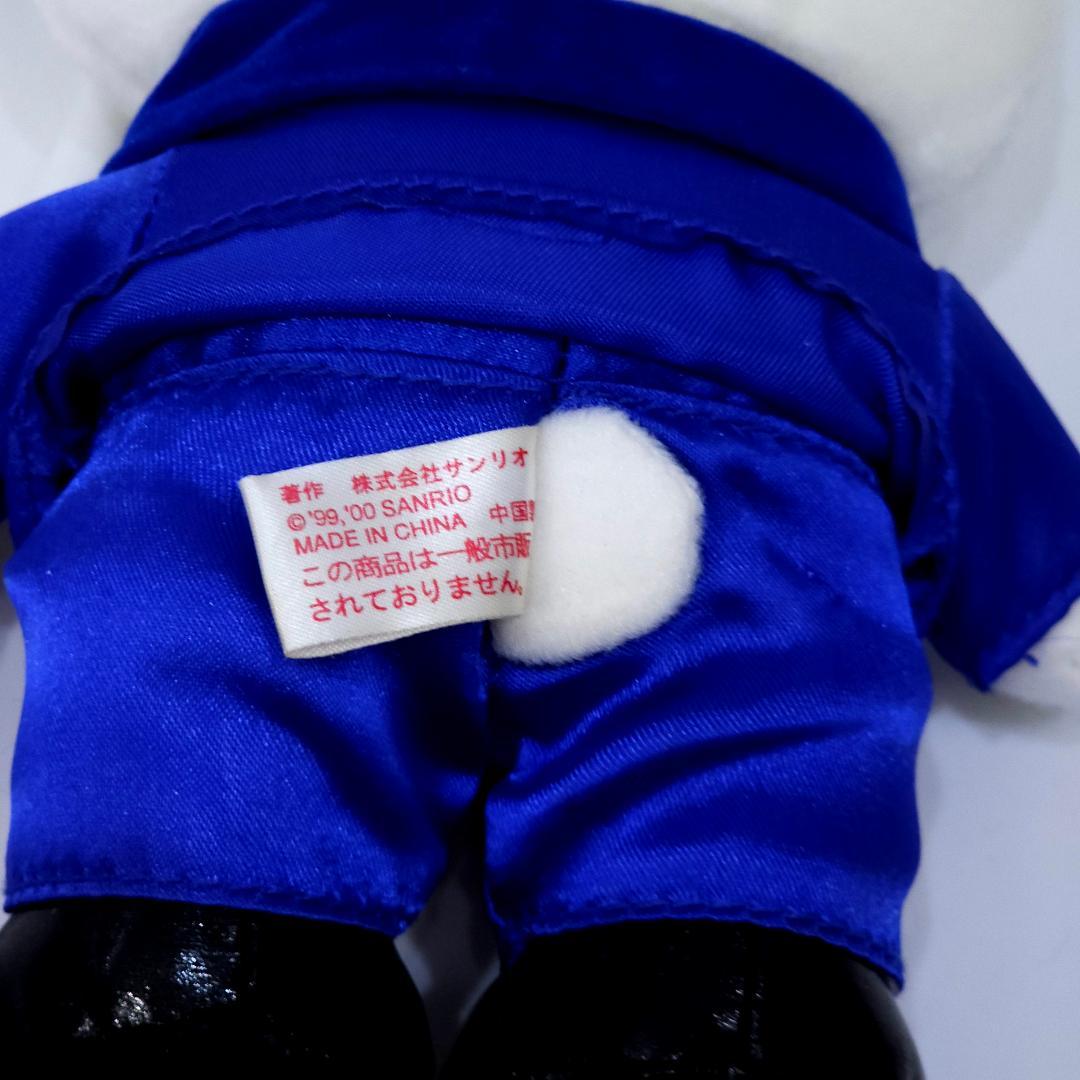 著作 株式会社サンリオ
©'99,'00 SANRIO
MADE IN CHINA 中国
この商品は一般市販
されておりません。